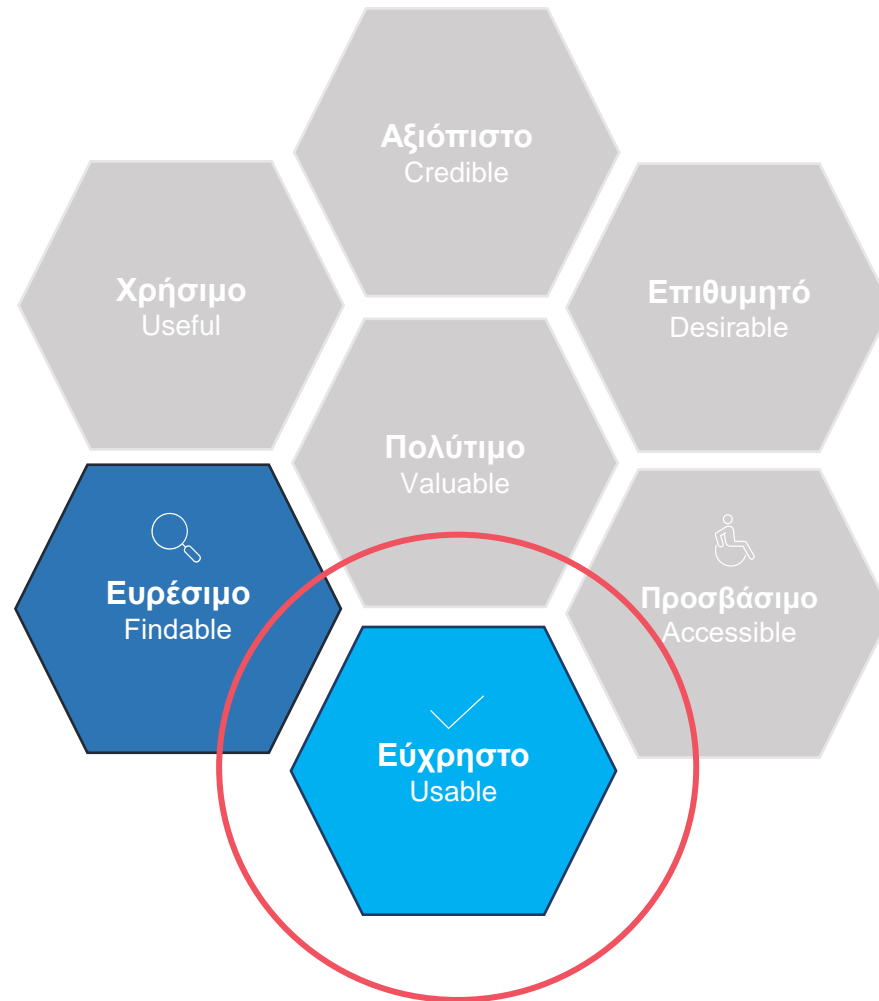 Αξιόπιστο
Credible
Χρήσιμο
Useful
Επιθυμητό
Desirable
Πολύτιμο
Valuable
Ευρέσιμο
Findable
Προσβάσιμο
Accessible
Εύχρηστο
Usable